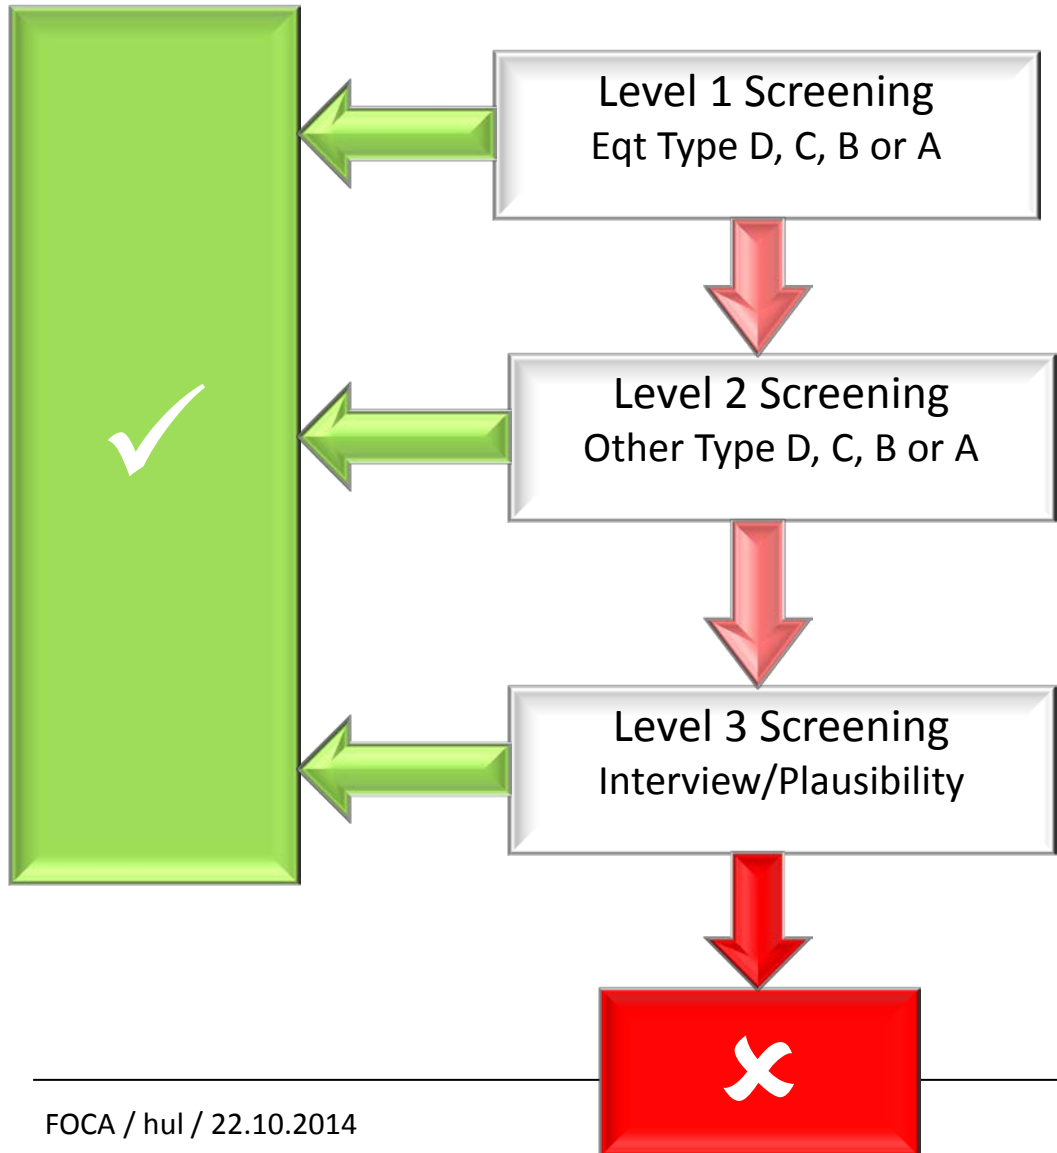 Level 1 Screening
Eqt Type D, C, B or A
Level 2 Screening
Other Type D, C, B or A
Level 3 Screening
Interview/Plausibility
FOCA / hul / 22.10.2014